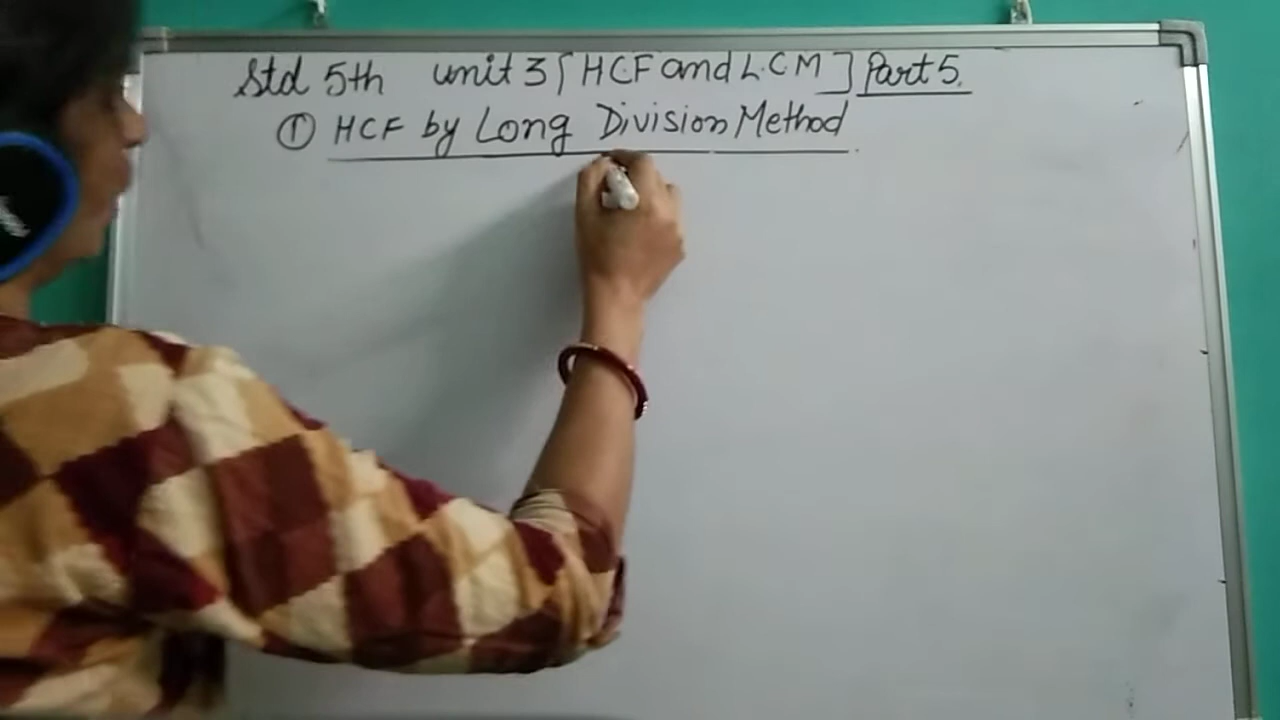 Std 5th unit 3 [HCF and L.C.M] Part 5.
① HCF by Long Division Method